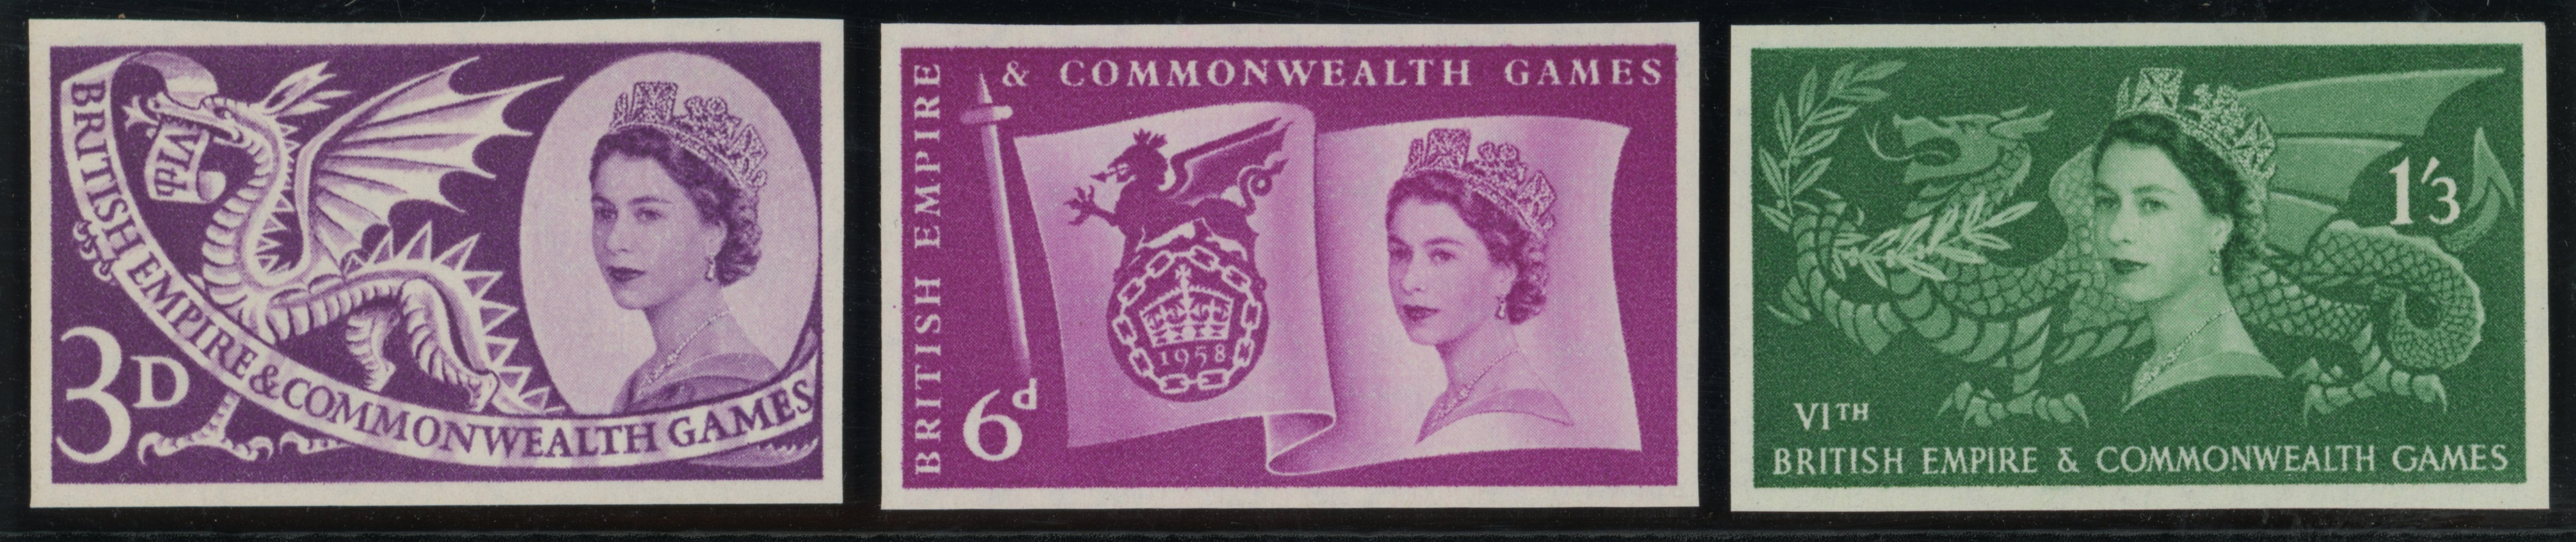 VIth
BRITISH EMPIRE & COMMONWEALTH GAMES
3D
BRITISH EMPIRE
& COMMONWEALTH GAMES
1958
6d
1'3
VITH
BRITISH EMPIRE & COMMONWEALTH GAMES